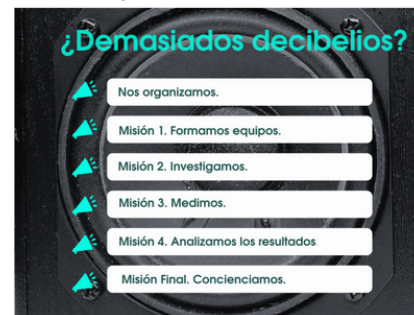 ¿Demasiados decibelios?
Nos organizamos.
Misión 1. Formamos equipos.
Misión 2. Investigamos.
Misión 3. Medimos.
Misión 4. Analizamos los resultados
Misión Final. Concienciamos.